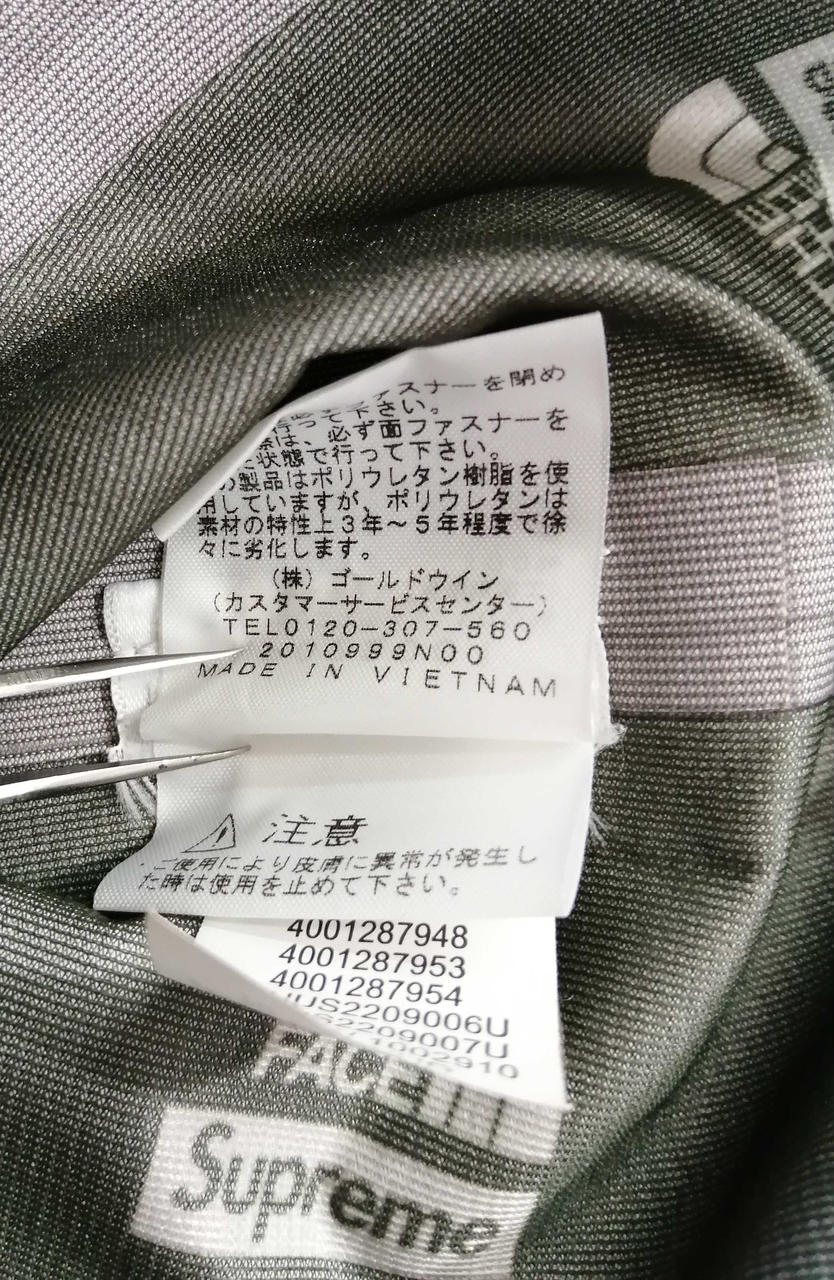 ァスナーを閉め
行って下さい。
際は、必ず面ファスナーを
状態で行って下さい。
の製品はポリウレタン樹脂を使
用していますが、ポリウレタンは
素材の特性上3年〜5年程度で徐
々に劣化します。
(株)ゴールドウイン
(カスタマーサービスセンター)
TEL0120-307-560
2010999N00
MADE IN VIETNAM
注意
・ご使用により皮膚に異常が発生し
た時は使用を止めて下さい。
4001287948
4001287953
4001287954
US2209006U
S2209007U
1002910
FACE
Supreme